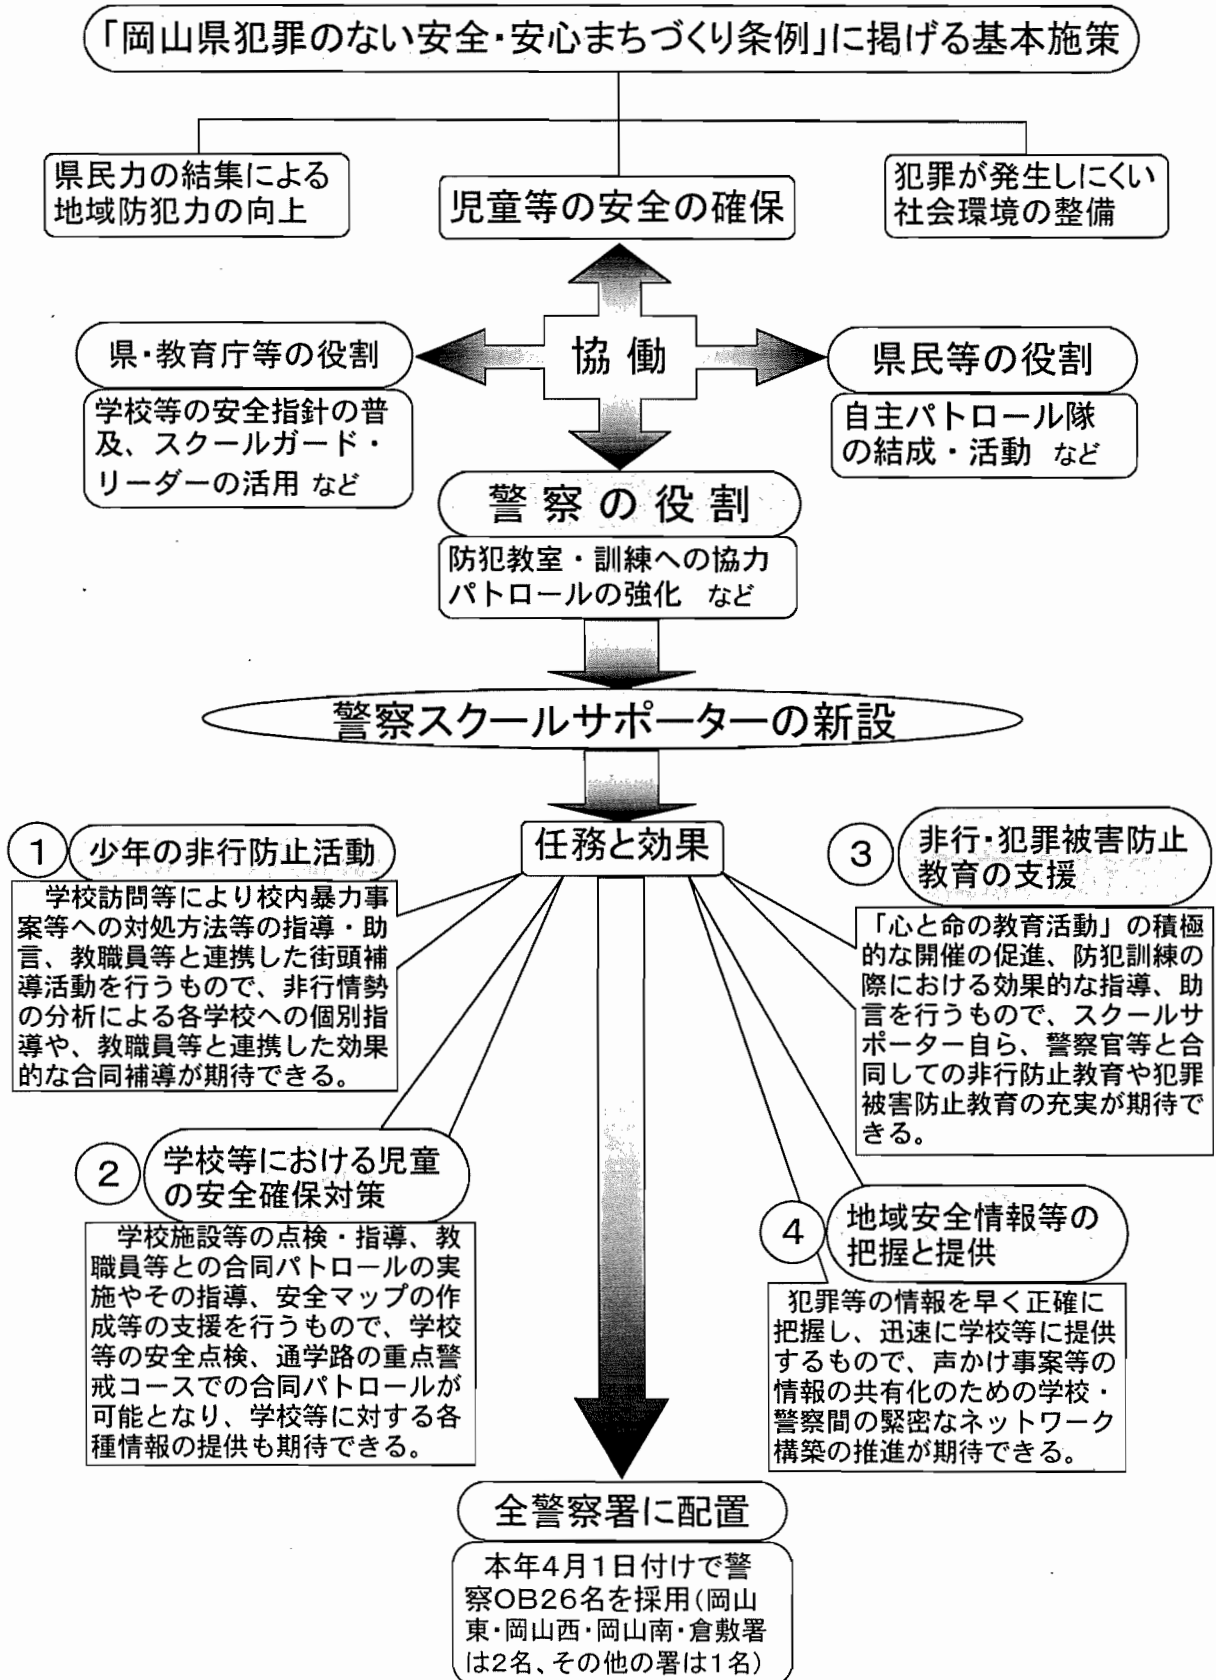 「岡山県犯罪のない安全・安心まちづくり条例」に掲げる基本施策
県民力の結集による
地域防犯力の向上
児童等の安全の確保
犯罪が発生しにくい
社会環境の整備
協働
県・教育庁等の役割
学校等の安全指針の普
及、スクールガード・
リーダーの活用 など
県民等の役割
自主パトロール隊
の結成・活動 など
警察の役割
防犯教室・訓練への協力
パトロールの強化 など
警察スクールサポーターの新設
任務と効果
1 少年の非行防止活動
学校訪問等により校内暴力事
案等への対処方法等の指導・助
言、教職員等と連携した街頭補
導活動を行うもので、非行情勢
の分析による各学校への個別指
導や、教職員等と連携した効果
的な合同補導が期待できる。
2 学校等における児童
の安全確保対策
学校施設等の点検・指導、教
職員等との合同パトロールの実
施やその指導、安全マップの作
成等の支援を行うもので、学校
等の安全点検、通学路の重点警
戒コースでの合同パトロールが
可能となり、学校等に対する各
種情報の提供も期待できる。
3 非行・犯罪被害防止
教育の支援
「心と命の教育活動」の積極
的な開催の促進、防犯訓練の
際における効果的な指導、助
言を行うもので、スクールサ
ポーター自ら、警察官等と合
同しての非行防止教育や犯罪
被害防止教育の充実が期待で
きる。
4 地域安全情報等の
把握と提供
犯罪等の情報を早く正確に
把握し、迅速に学校等に提供
するもので、声かけ事案等の
情報の共有化のための学校・
警察間の緊密なネットワーク
構築の推進が期待できる。
全警察署に配置
本年4月1日付けで警
察OB26名を採用(岡山
東・岡山西・岡山南・倉敷署
は2名、その他の署は1名)